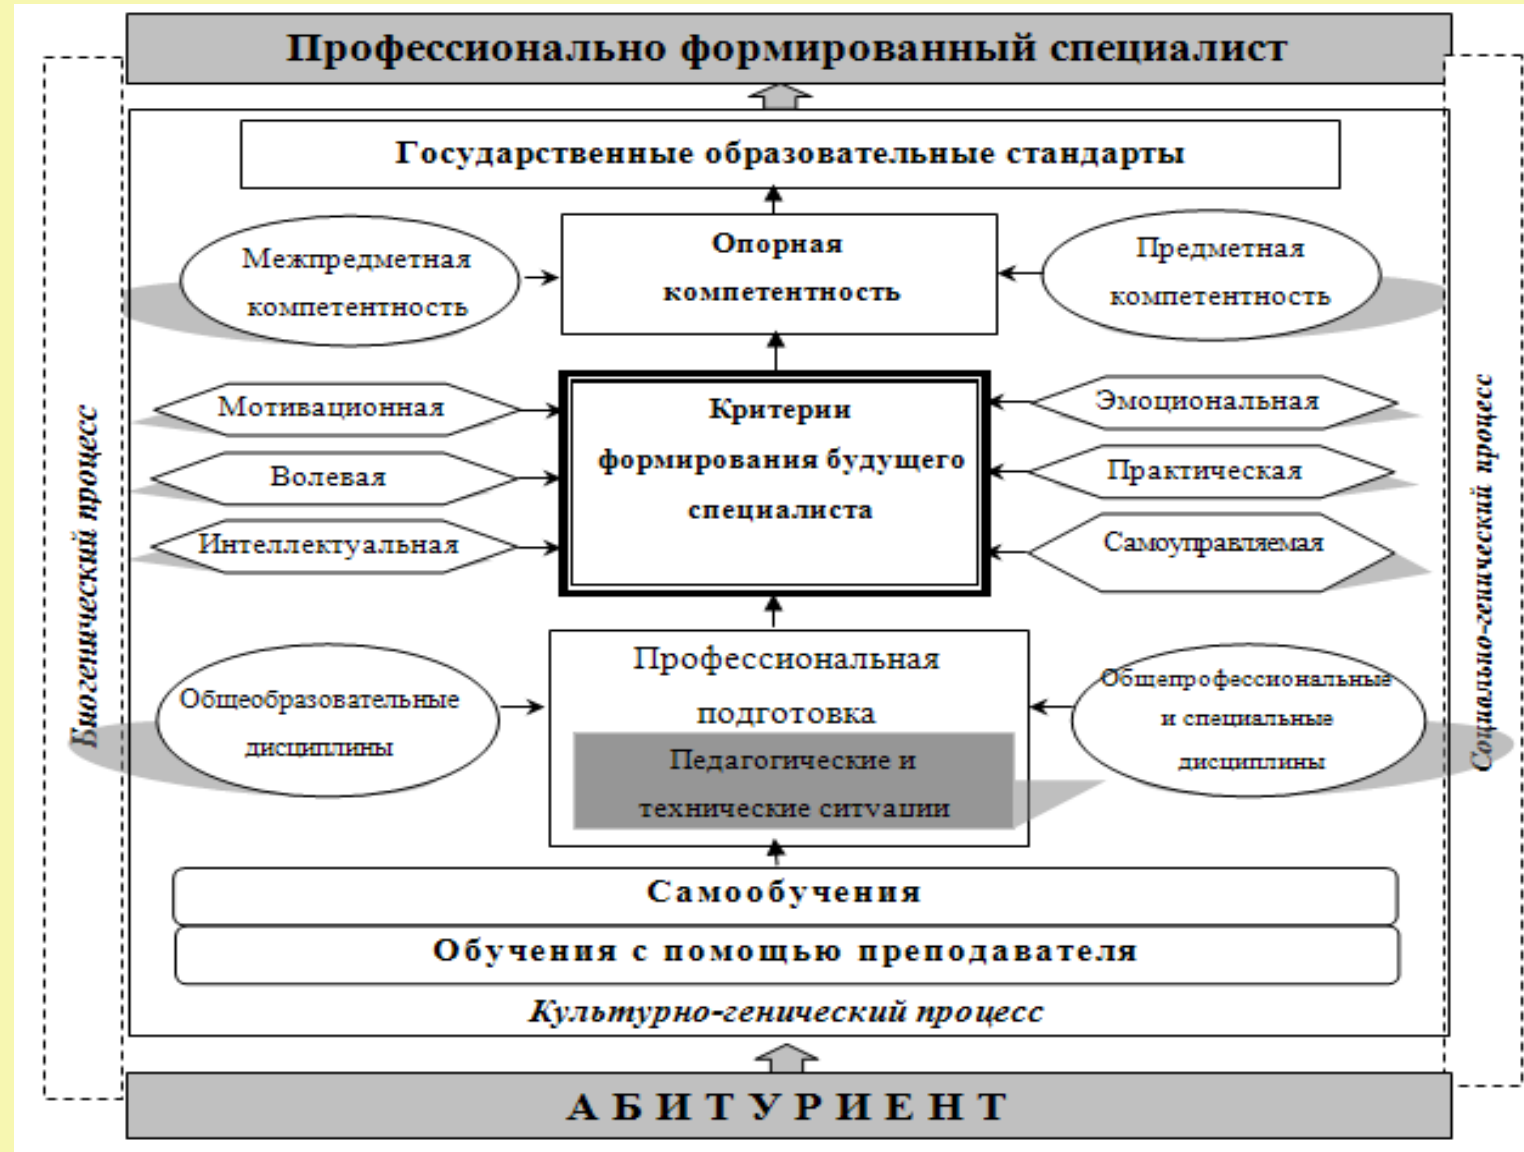 Профессионально формированный специалист
Государственные образовательные стандарты
Межпредметная
компетентность
Опорная
компетентность
Предметная
компетентность
Мотивационная
Волевая
Интеллектуальная
Критерии
формирования будущего
специалиста
Эмоциональная
Практическая
Самоуправляемая
Общеобразовательные
дисциплины
Профессиональная
подготовка
Педагогические и
технические ситуации
Общепрофессиональные
и специальные
дисциплины
Самообучения
Обучения с помощью преподавателя
Культурно-генический процесс
АБИТУРИЕНТ
Биогенический процесс
Социально-генический процесс